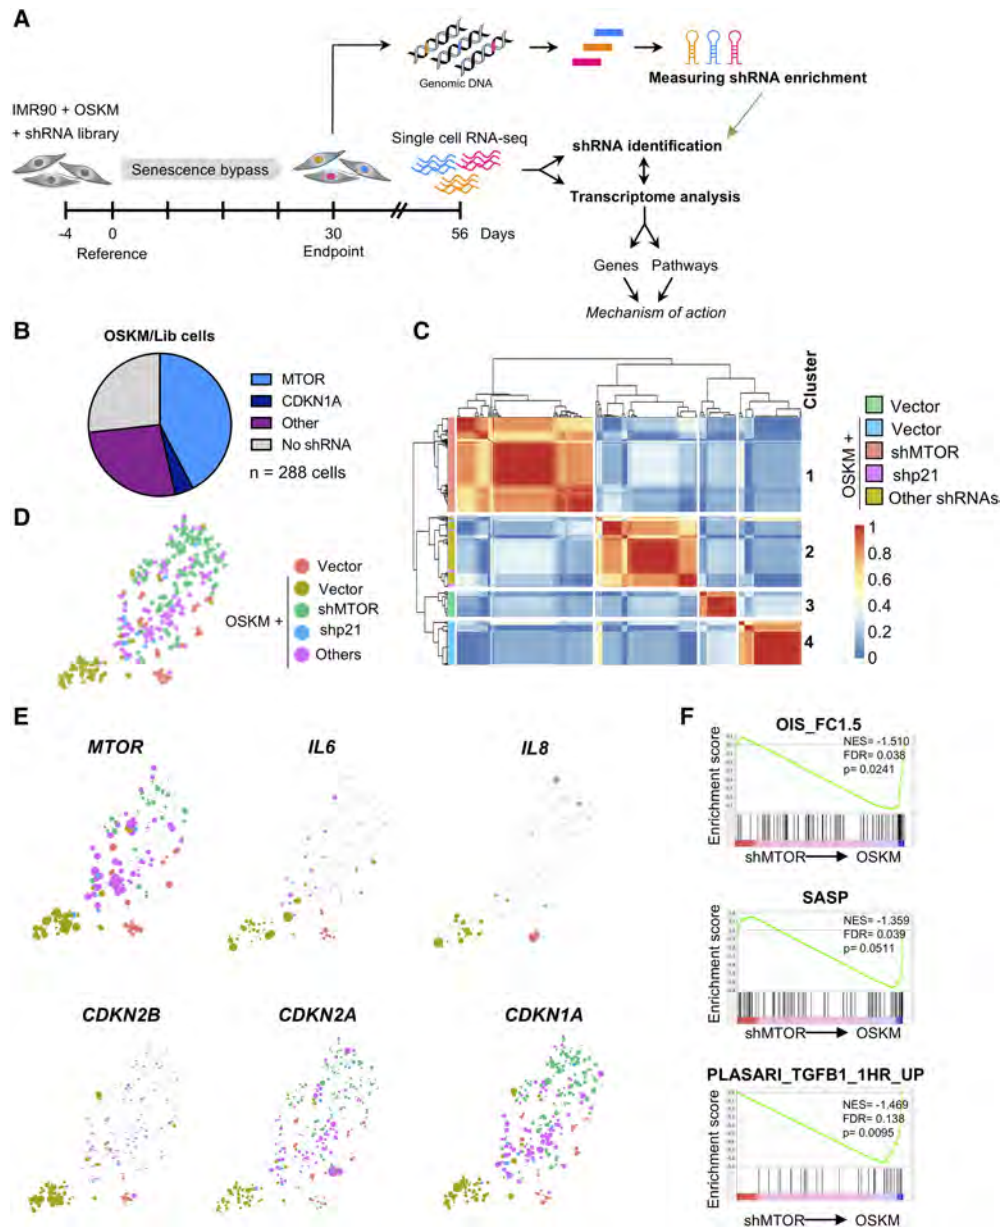 A
Genomic DNA
Measuring shRNA enrichment
IMR90 + OSKM
+ shRNA library
Senescence bypass
Single cell RNA-seq
shRNA identification
Transcriptome analysis
-4
0
30
56
Days
Reference
Endpoint
Genes
Pathways
Mechanism of action
B
OSKM/Lib cells
MTOR
CDKN1A
Other
No shRNA
n = 288 cells
C
Cluster
1
2
3
4
Vector
OSKM +
Vector
shMTOR
shp21
Other shRNAs
1
0.8
0.6
0.4
0.2
0
D
Vector
OSKM +
Vector
shMTOR
shp21
Others
E
MTOR
IL6
IL8
CDKN2B
CDKN2A
CDKN1A
F
OIS_FC1.5
Enrichment score
NES= -1.510
FDR= 0.038
p= 0.0241
shMTOR
OSKM
SASP
Enrichment score
NES= -1.359
FDR= 0.039
p= 0.0511
shMTOR
OSKM
PLASARI_TGFB1_1HR_UP
Enrichment score
NES= -1.469
FDR= 0.138
p= 0.0095
shMTOR
OSKM